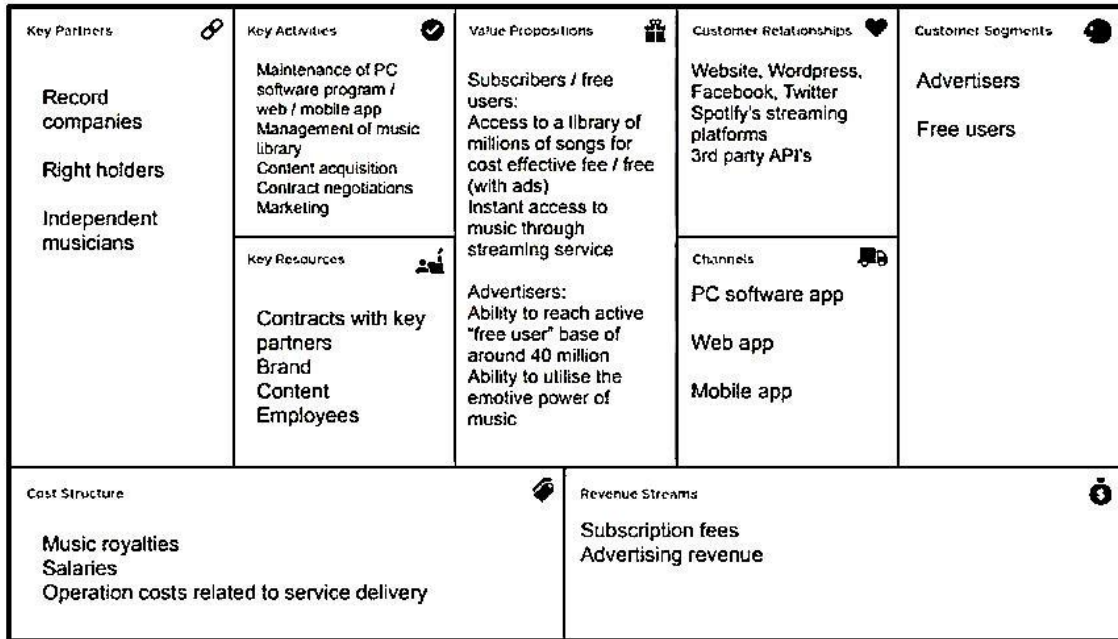 Key Partners
Record
companies
Right holders
Independent
musicians
Key Activities
Maintenance of PC
software program /
web / mobile app
Management of music
library
Content acquisition
Contract negotiations
Marketing
Key Resources
Contracts with key
partners
Brand
Content
Employees
Value Propositions
Subscribers / free
users:
Access to a library of
millions of songs for
cost effective fee / free
(with ads)
Instant access to
music through
streaming service
Advertisers:
Ability to reach active
"free user" base of
around 40 million
Ability to utilise the
emotive power of
music
Customer Relationships
Website, Wordpress,
Facebook, Twitter
Spotify's streaming
platforms
3rd party API's
Channels
PC software app
Web app
Mobile app
Customer Segments
Advertisers
Free users
Cost Structure
Music royalties
Salaries
Operation costs related to service delivery
Revenue Streams
Subscription fees
Advertising revenue